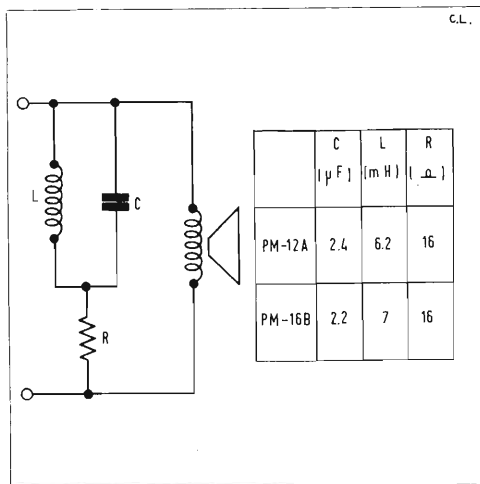 C.L.
L
C
R
C L R
(μF) (mH) (Ω)
PM-12A 2.4 6.2 16
PM-16B 2.2 7 16